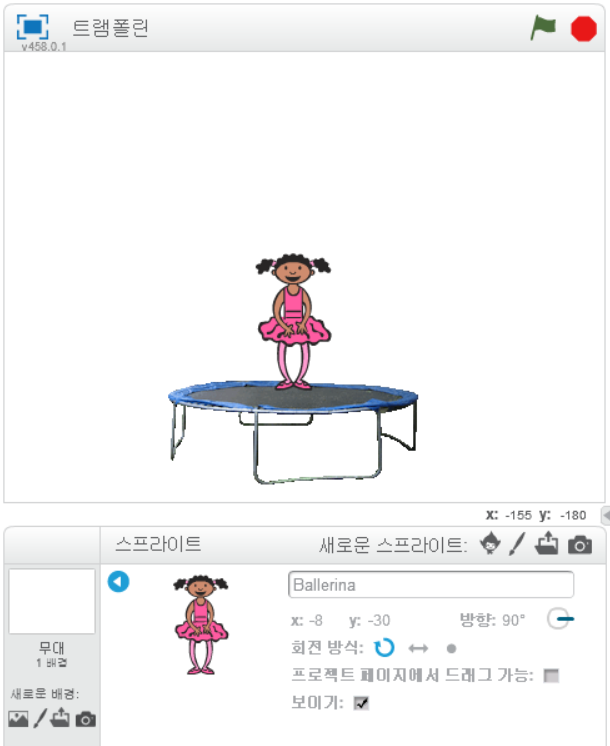 트램폴린
v458.0.1
x: -155 y: -180
스프라이트
새로운 스프라이트:
Ballerina
x: -8 y: -30 방향: 90°
회전 방식:
프로젝트 페이지에서 드래그 가능:
보이기:
무대
1 배경
새로운 배경: